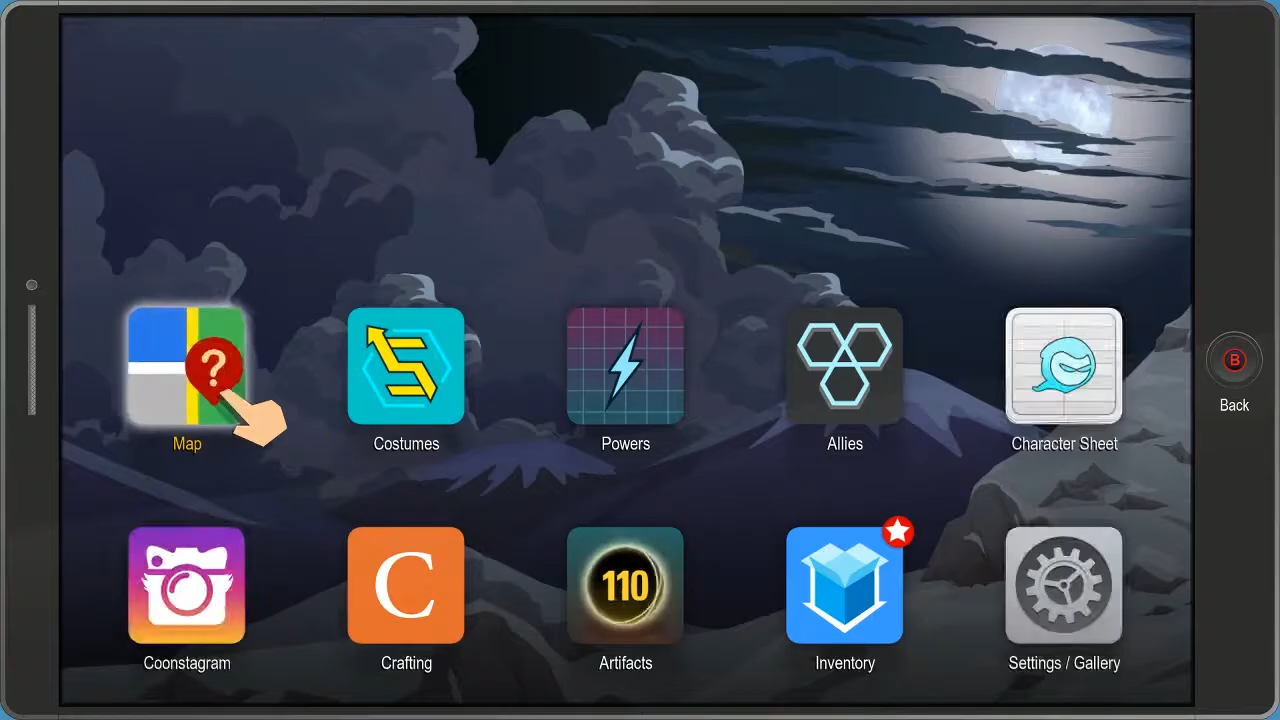 ?
Map
Costumes
Powers
Allies
Character Sheet
B
Back
C
110
Coonstagram
Crafting
Artifacts
Inventory
Settings / Gallery